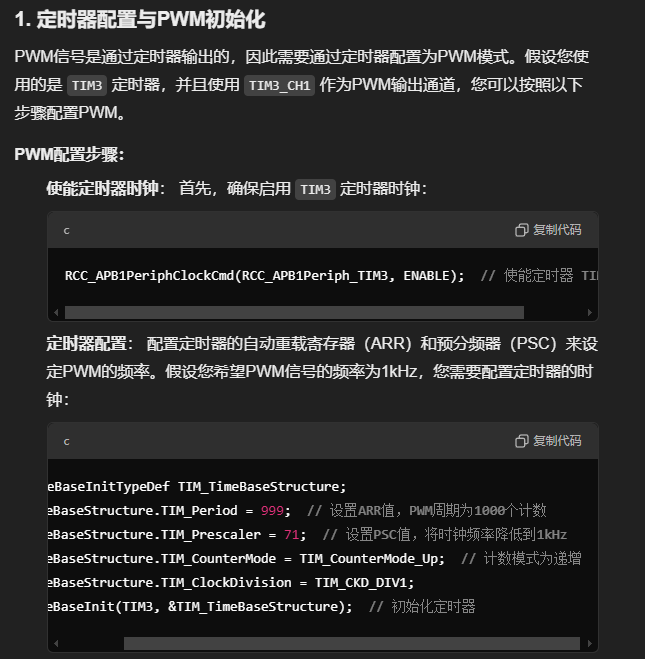 1. 定时器配置与PWM初始化
PWM信号是通过定时器输出的，因此需要通过定时器配置为PWM模式。假设您使
用的是 TIM3 定时器，并且使用 TIM3_CH1 作为PWM输出通道，您可以按照以下
步骤配置PWM。
PWM配置步骤：
使能定时器时钟： 首先，确保启用 TIM3 定时器时钟：
c 复制代码
RCC_APB1PeriphClockCmd(RCC_APB1Periph_TIM3, ENABLE);  // 使能定时器 TI
定时器配置： 配置定时器的自动重载寄存器（ARR）和预分频器（PSC）来设
定PWM的频率。假设您希望PWM信号的频率为1kHz，您需要配置定时器的时
钟：
c 复制代码
eBaseInitTypeDef TIM_TimeBaseStructure;
eBaseStructure.TIM_Period = 999;  // 设置ARR值，PWM周期为1000个计数
eBaseStructure.TIM_Prescaler = 71;  // 设置PSC值，将时钟频率降低到1kHz
eBaseStructure.TIM_CounterMode = TIM_CounterMode_Up;  // 计数模式为递增
eBaseStructure.TIM_ClockDivision = TIM_CKD_DIV1;
eBaseInit(TIM3, &TIM_TimeBaseStructure);  // 初始化定时器